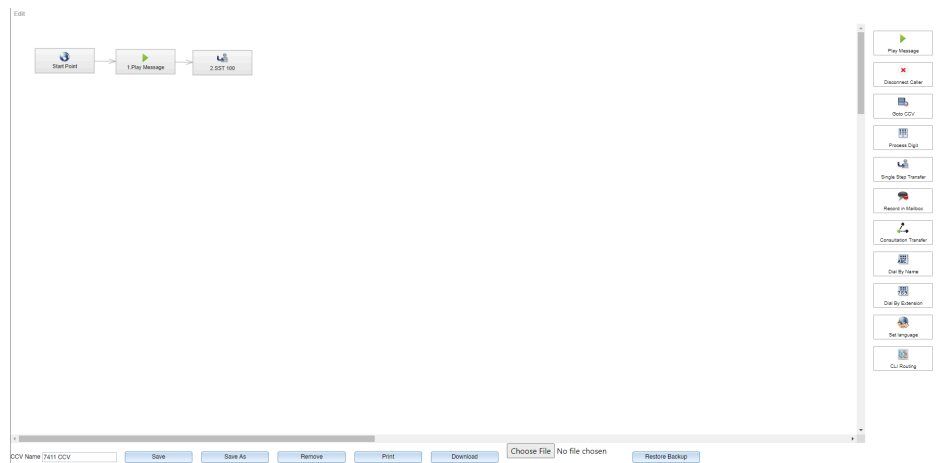 Edit
Start Point
1.Play Message
2.SST 100
Play Message
Disconnect Caller
Goto CCV
Process Digit
Single Step Transfer
Record in Mailbox
Consultation Transfer
Dial By Name
Dial By Extension
Set language
CLI Routing
CCV Name 7411 CCV Save Save As Remove Print Download Choose File No file chosen Restore Backup